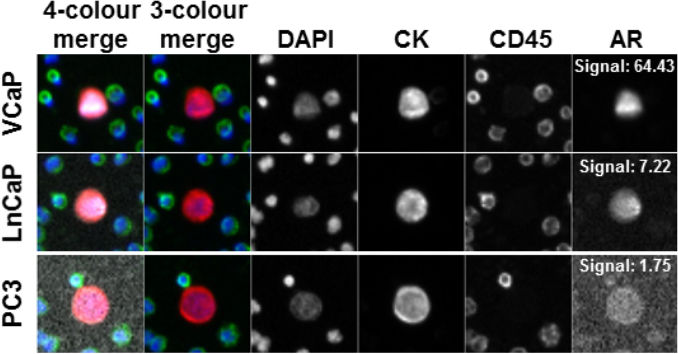 4-colour 3-colour
merge merge DAPI CK CD45 AR
VCaP
Signal: 64.43
LnCaP
Signal: 7.22
PC3
Signal: 1.75